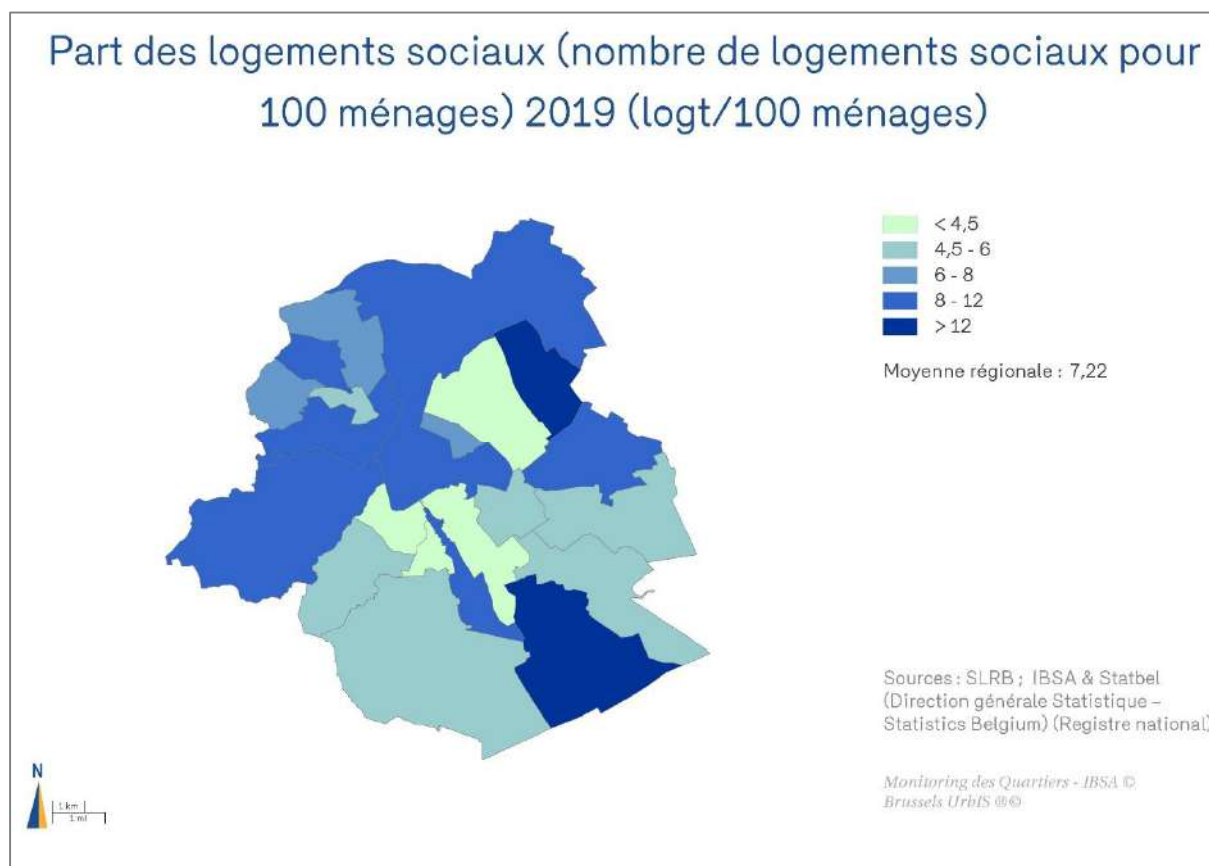 Part des logements sociaux (nombre de logements sociaux pour
100 ménages) 2019 (logt/100 ménages)
< 4,5
4,5 - 6
6 - 8
8 - 12
> 12
Moyenne régionale : 7,22
Sources : SLRB ; IBSA & Statbel
(Direction générale Statistique –
Statistics Belgium) (Registre national)
Monitoring des Quartiers - IBSA ©
Brussels UrbIS ®©
N
1 km
1 mi